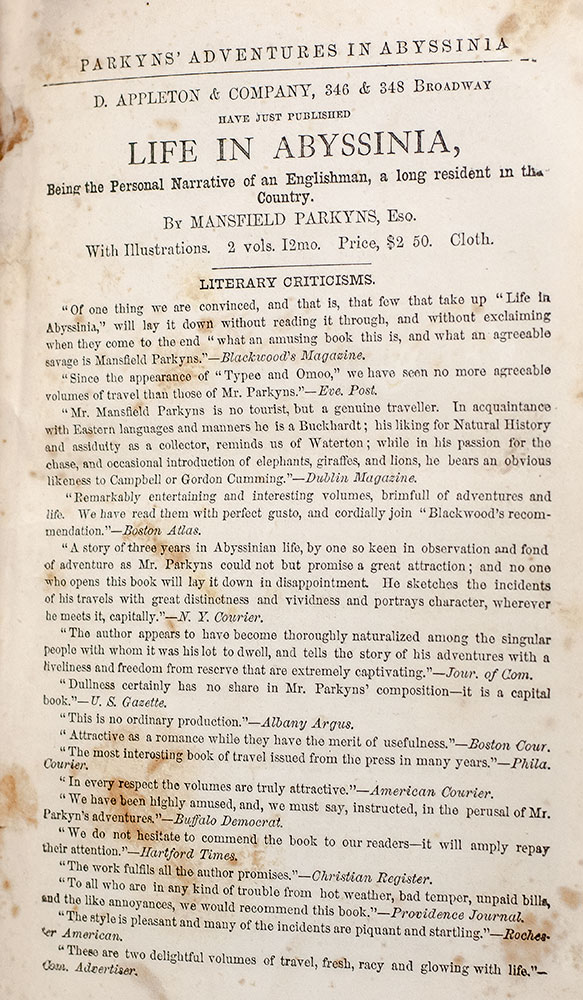 PARKYNS' ADVENTURES IN ABYSSINIA
D. APPLETON & COMPANY, 346 & 348 BROADWAY
HAVE JUST PUBLISHED
LIFE IN ABYSSINIA,
Being the Personal Narrative of an Englishman, a long resident in the
Country.
BY MANSFIELD PARKYNS, ESQ.
With Illustrations. 2 vols. 12mo. Price, $2 50. Cloth.
LITERARY CRITICISMS.
"Of one thing we are convinced, and that is, that few that take up "Life in
Abyssinia," will lay it down without reading it through, and without exclaiming
when they come to the end "what an amusing book this is, and what an agreeable
savage is Mansfield Parkyns."—Blackwood's Magazine.
"Since the appearance of "Typee and Omoo," we have seen no more agreeable
volumes of travel than those of Mr. Parkyns."—Eve. Post.
"Mr. Mansfield Parkyns is no tourist, but a genuine traveller. In acquaintance
with Eastern languages and manners he is a Buckhardt; his liking for Natural History
and assiduity as a collector, reminds us of Waterton; while in his passion for the
chase, and occasional introduction of elephants, giraffes, and lions, he bears an obvious
likeness to Campbell or Gordon Cumming."—Dublin Magazine.
"Remarkably entertaining and interesting volumes, brimfull of adventures and
life. We have read them with perfect gusto, and cordially join "Blackwood's recom-
mendation."—Boston Atlas.
"A story of three years in Abyssinian life, by one so keen in observation and fond
of adventure as Mr. Parkyns could not but promise a great attraction; and no one
who opens this book will lay it down in disappointment. He sketches the incidents
of his travels with great distinctness and vividness and portrays character, wherever
he meets it, capitally."—N. Y. Courier.
"The author appears to have become thoroughly naturalized among the singular
people with whom it was his lot to dwell, and tells the story of his adventures with a
liveliness and freedom from reserve that are extremely captivating."—Jour. of Com.
"Dullness certainly has no share in Mr. Parkyns' composition—it is a capital
book."—U. S. Gazette.
"This is no ordinary production."—Albany Argus.
"Attractive as a romance while they have the merit of usefulness."—Boston Cour.
"The most interesting book of travel issued from the press in many years."—Phila.
Courier.
"In every respect the volumes are truly attractive."—American Courier.
"We have been highly amused, and, we must say, instructed, in the perusal of Mr.
Parkyn's adventures."—Buffalo Democrat.
"We do not hesitate to commend the book to our readers—it will amply repay
their attention."—Hartford Times.
"The work fulfils all the author promises."—Christian Register.
"To all who are in any kind of trouble from hot weather, bad temper, unpaid bills,
and the like annoyances, we would recommend this book."—Providence Journal.
"The style is pleasant and many of the incidents are piquant and startling."—Roches-
ter American.
"These are two delightful volumes of travel, fresh, racy and glowing with life."—
Com. Advertiser.